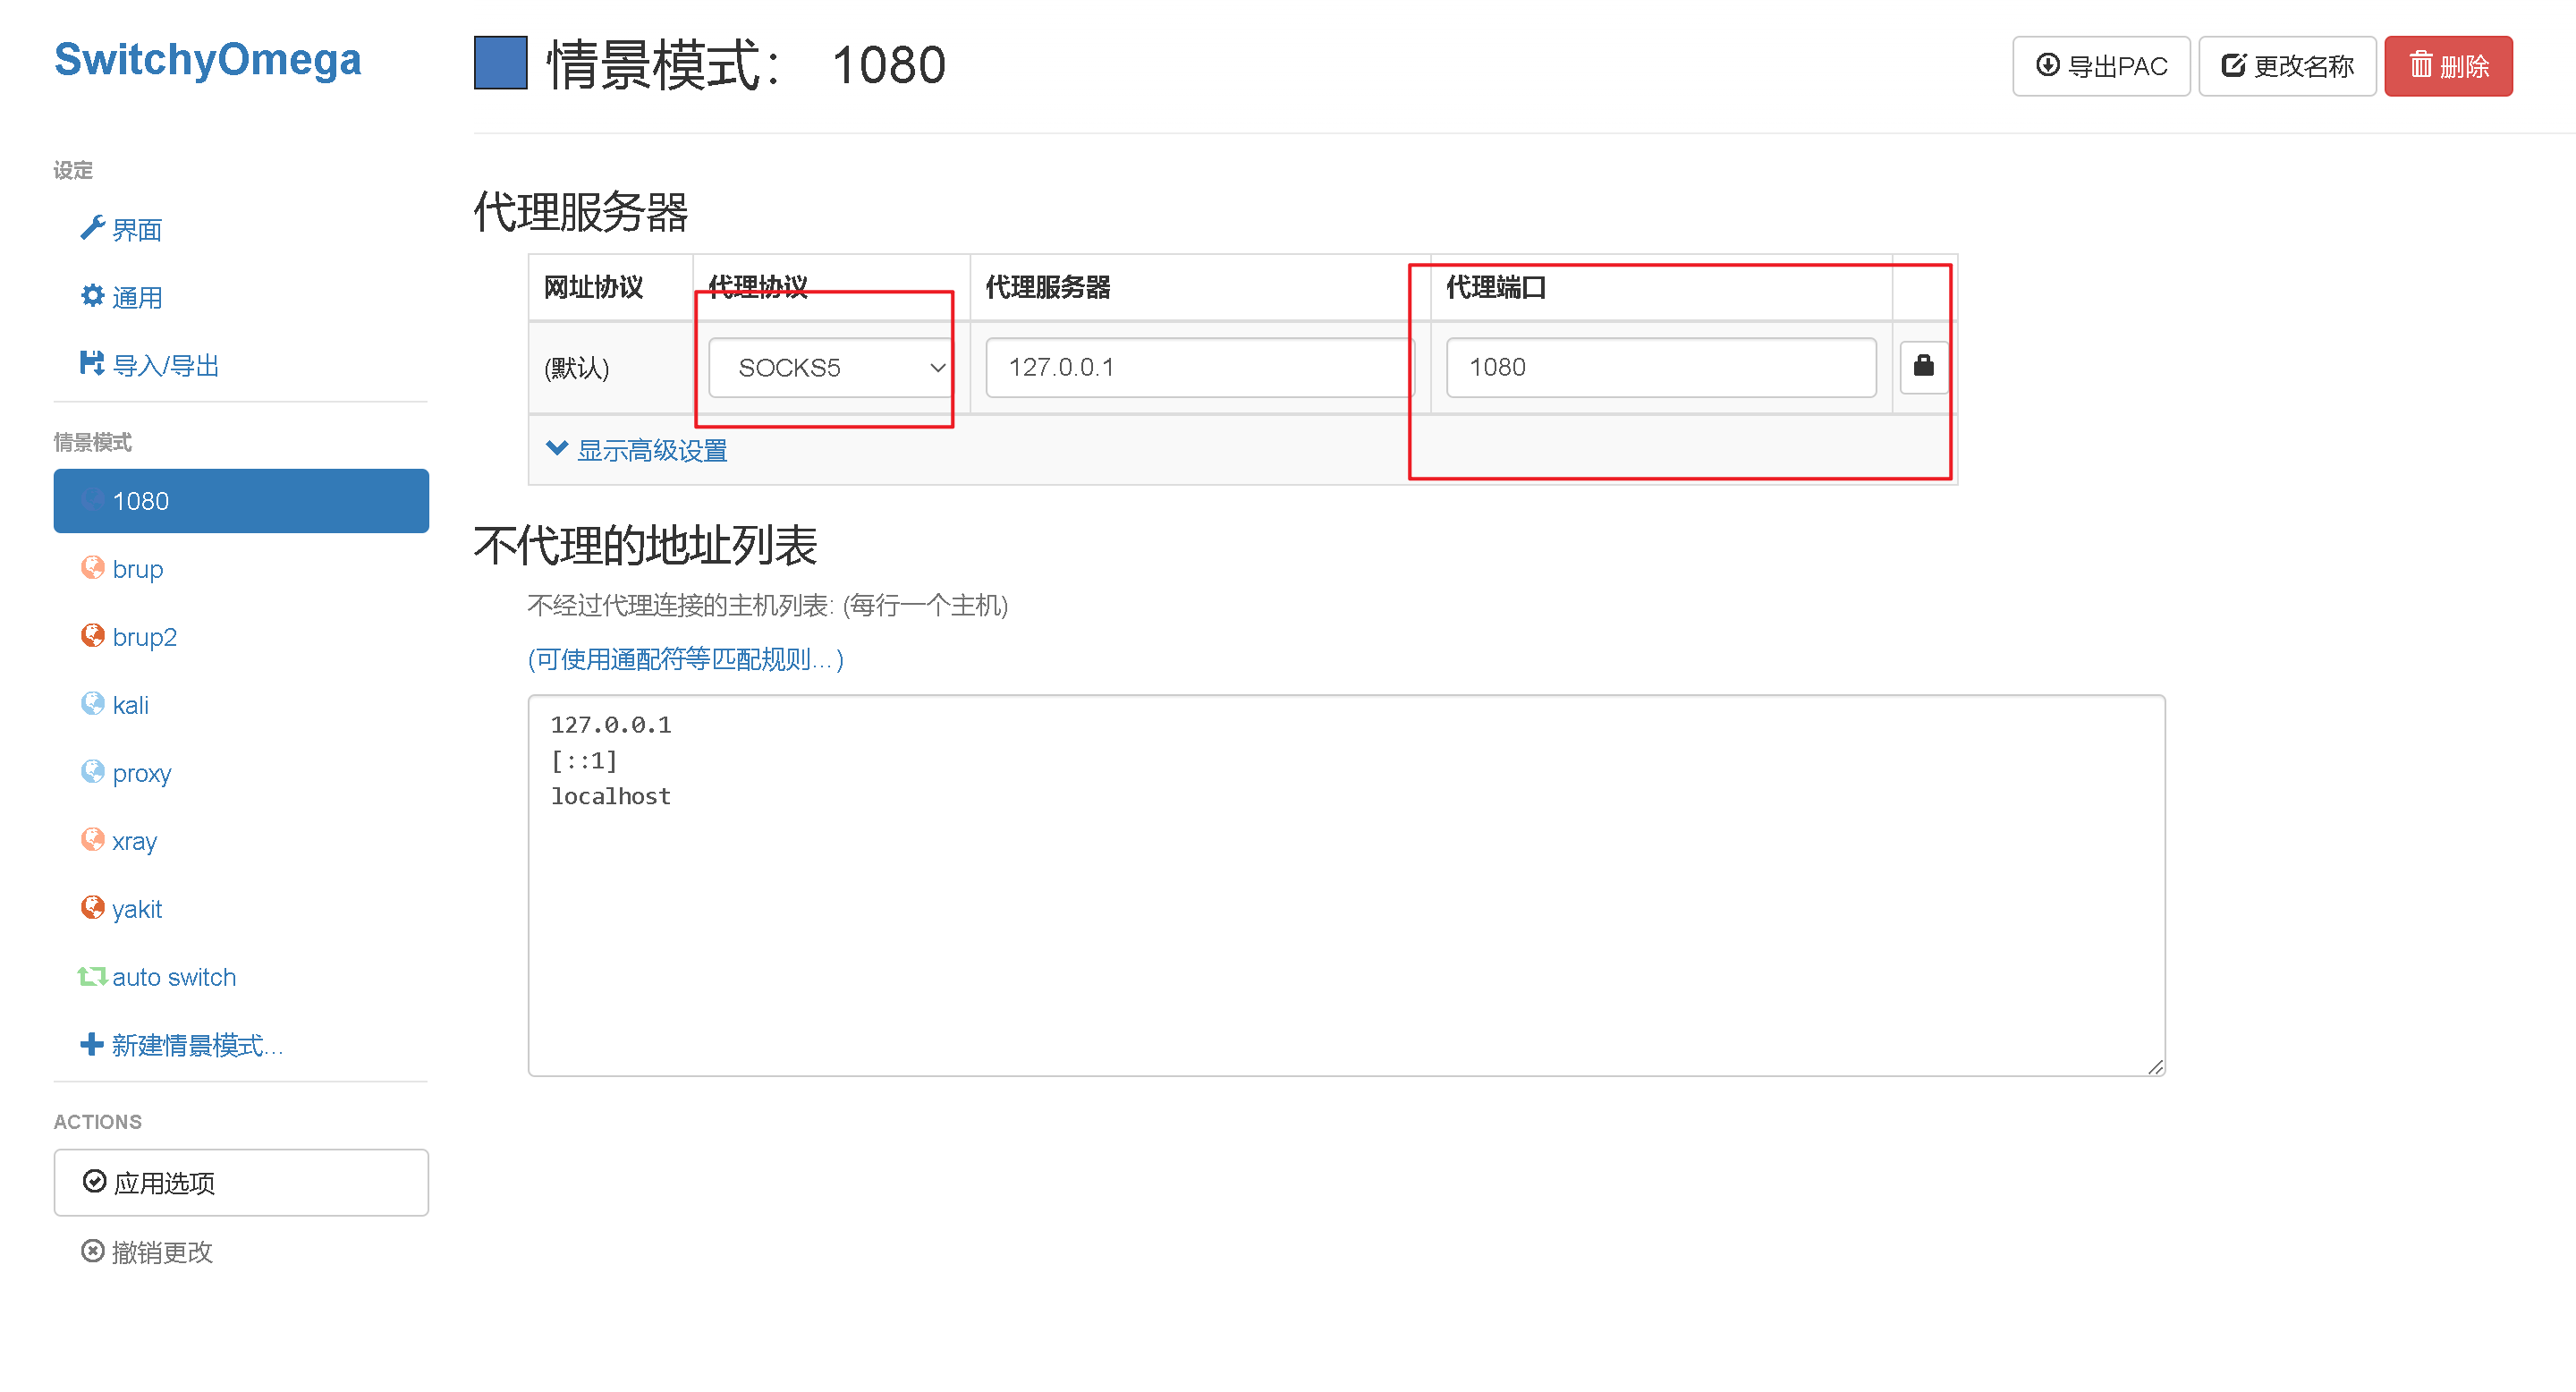 SwitchyOmega
设定
界面
通用
导入/导出
情景模式
1080
brup
brup2
kali
proxy
xray
yakit
auto switch
新建情景模式...
ACTIONS
应用选项
撤销更改
情景模式： 1080
导出PAC 更改名称 删除
代理服务器
网址协议 代理协议 代理服务器 代理端口
(默认) SOCKS5 127.0.0.1 1080
显示高级设置
不代理的地址列表
不经过代理连接的主机列表: (每行一个主机)
(可使用通配符等匹配规则...)
127.0.0.1
[::1]
localhost